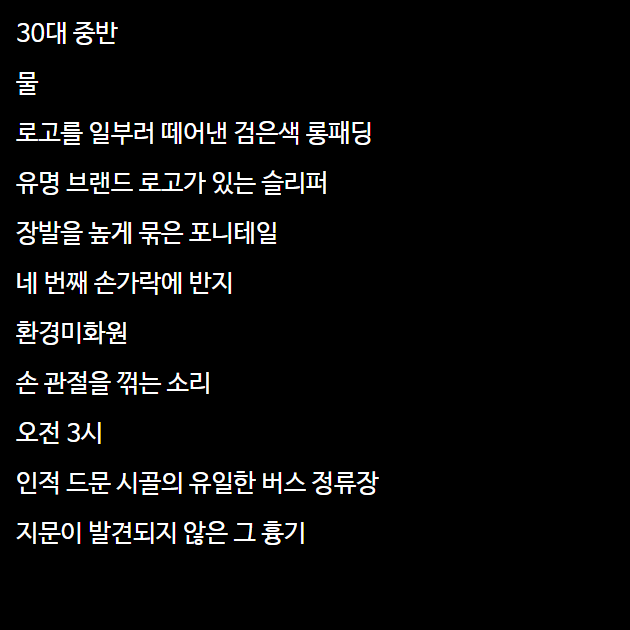 30대 중반
물
로고를 일부러 떼어낸 검은색 롱패딩
유명 브랜드 로고가 있는 슬리퍼
장발을 높게 묶은 포니테일
네 번째 손가락에 반지
환경미화원
손 관절을 꺾는 소리
오전 3시
인적 드문 시골의 유일한 버스 정류장
지문이 발견되지 않은 그 흉기